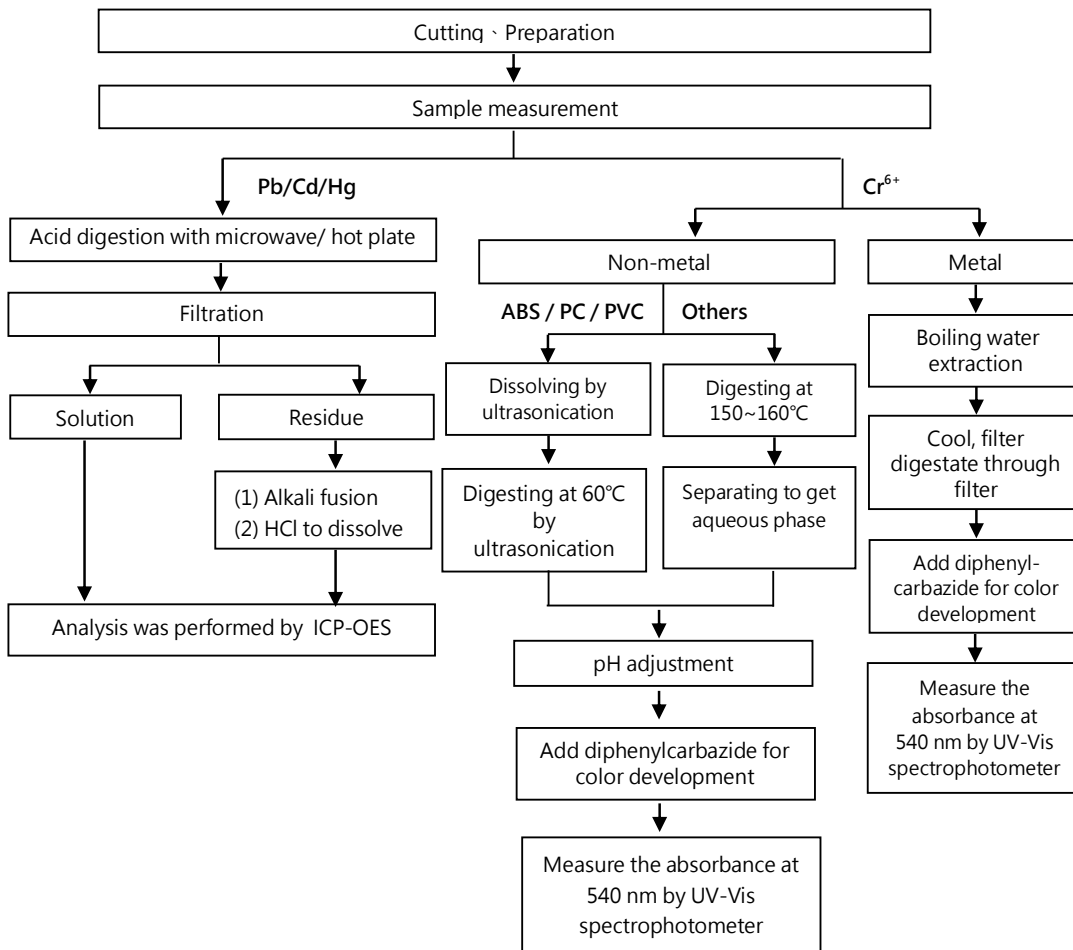 Cutting、Preparation
Sample measurement
Pb/Cd/Hg
Cr⁶⁺
Acid digestion with microwave/ hot plate
Filtration
Solution
Residue
(1) Alkali fusion
(2) HCl to dissolve
Analysis was performed by ICP-OES
Non-metal
ABS / PC / PVC
Others
Dissolving by
ultrasonication
Digesting at 60℃
by
ultrasonication
Digesting at
150~160℃
Separating to get
aqueous phase
pH adjustment
Add diphenylcarbazide for
color development
Measure the absorbance at
540 nm by UV-Vis
spectrophotometer
Metal
Boiling water
extraction
Cool, filter
digestate through
filter
Add diphenyl-
carbazide for color
development
Measure the
absorbance at
540 nm by UV-Vis
spectrophotometer